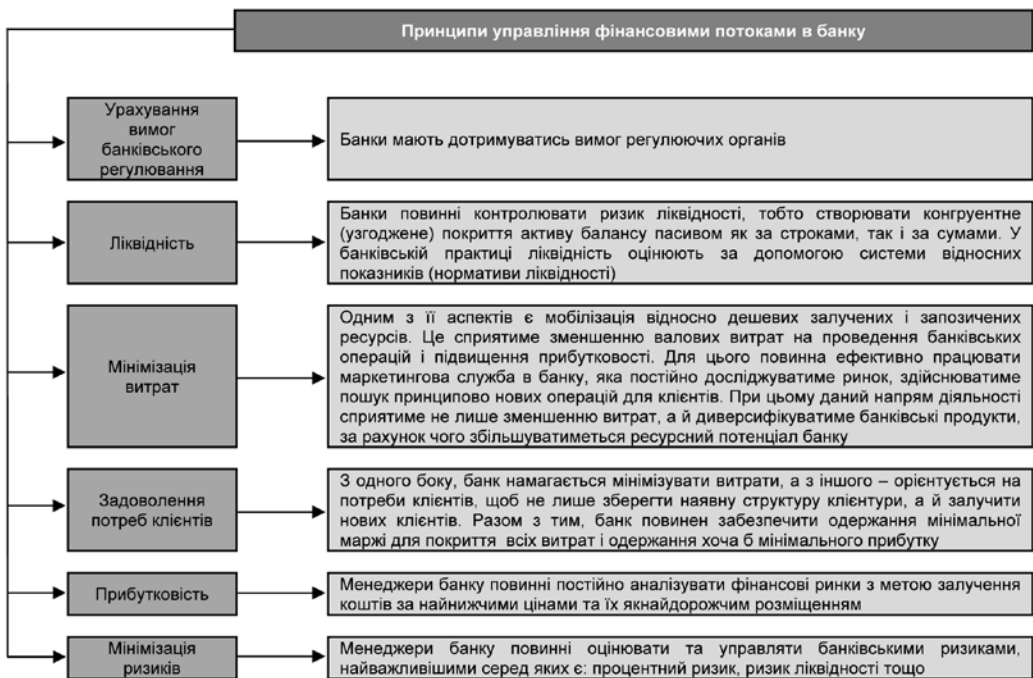 Принципи управління фінансовими потоками в банку
Урахування
вимог
банківського
регулювання
Банки мають дотримуватись вимог регулюючих органів
Ліквідність
Банки повинні контролювати ризик ліквідності, тобто створювати конгруентне
(узгоджене) покриття активу балансу пасивом як за строками, так і за сумами. У
банківській практиці ліквідність оцінюють за допомогою системи відносних
показників (нормативи ліквідності)
Мінімізація
витрат
Одним з її аспектів є мобілізація відносно дешевих залучених і запозичених
ресурсів. Це сприятиме зменшенню валових витрат на проведення банківських
операцій і підвищення прибутковості. Для цього повинна ефективно працювати
маркетингова служба в банку, яка постійно досліджуватиме ринок, здійснюватиме
пошук принципово нових операцій для клієнтів. При цьому даний напрям діяльності
сприятиме не лише зменшенню витрат, а й диверсифікуватиме банківські продукти,
за рахунок чого збільшуватиметься ресурсний потенціал банку
Задоволення
потреб клієнтів
З одного боку, банк намагається мінімізувати витрати, а з іншого – орієнтується на
потреби клієнтів, щоб не лише зберегти наявну структуру клієнтури, а й залучити
нових клієнтів. Разом з тим, банк повинен забезпечити одержання мінімальної
маржі для покриття всіх витрат і одержання хоча б мінімального прибутку
Прибутковість
Менеджери банку повинні постійно аналізувати фінансові ринки з метою залучення
коштів за найнижчими цінами та їх якнайдорожчим розміщенням
Мінімізація
ризиків
Менеджери банку повинні оцінювати та управляти банківськими ризиками,
найважливішими серед яких є: процентний ризик, ризик ліквідності тощо